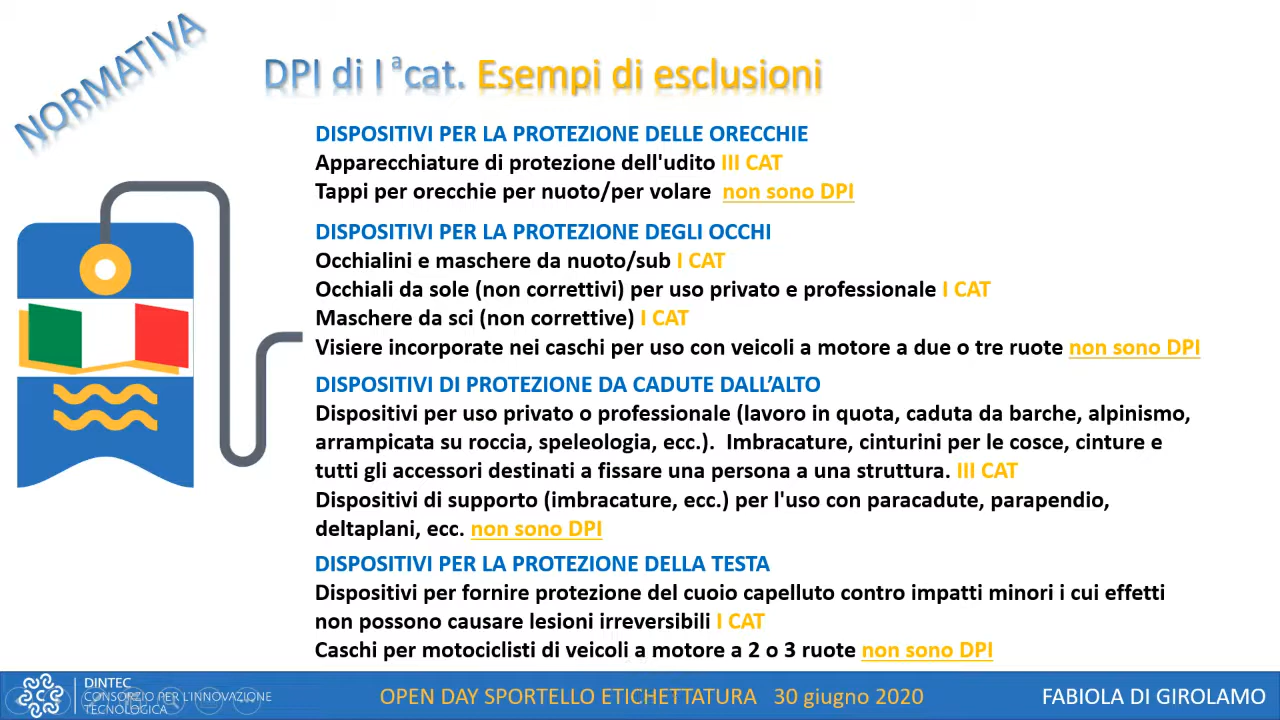 NORMATIVA
DPI di I ª cat. Esempi di esclusioni
DISPOSITIVI PER LA PROTEZIONE DELLE ORECCHIE
Apparecchiature di protezione dell'udito III CAT
Tappi per orecchie per nuoto/per volare non sono DPI
DISPOSITIVI PER LA PROTEZIONE DEGLI OCCHI
Occhialini e maschere da nuoto/sub I CAT
Occhiali da sole (non correttivi) per uso privato e professionale I CAT
Maschere da sci (non correttive) I CAT
Visiere incorporate nei caschi per uso con veicoli a motore a due o tre ruote non sono DPI
DISPOSITIVI DI PROTEZIONE DA CADUTE DALL’ALTO
Dispositivi per uso privato o professionale (lavoro in quota, caduta da barche, alpinismo,
arrampicata su roccia, speleologia, ecc.). Imbracature, cinturini per le cosce, cinture e
tutti gli accessori destinati a fissare una persona a una struttura. III CAT
Dispositivi di supporto (imbracature, ecc.) per l'uso con paracadute, parapendio,
deltaplani, ecc. non sono DPI
DISPOSITIVI PER LA PROTEZIONE DELLA TESTA
Dispositivi per fornire protezione del cuoio capelluto contro impatti minori i cui effetti
non possono causare lesioni irreversibili I CAT
Caschi per motociclisti di veicoli a motore a 2 o 3 ruote non sono DPI
DINTEC
CONSORZIO PER L'INNOVAZIONE
TECNOLOGICA
OPEN DAY SPORTELLO ETICHETTATURA 30 giugno 2020
FABIOLA DI GIROLAMO